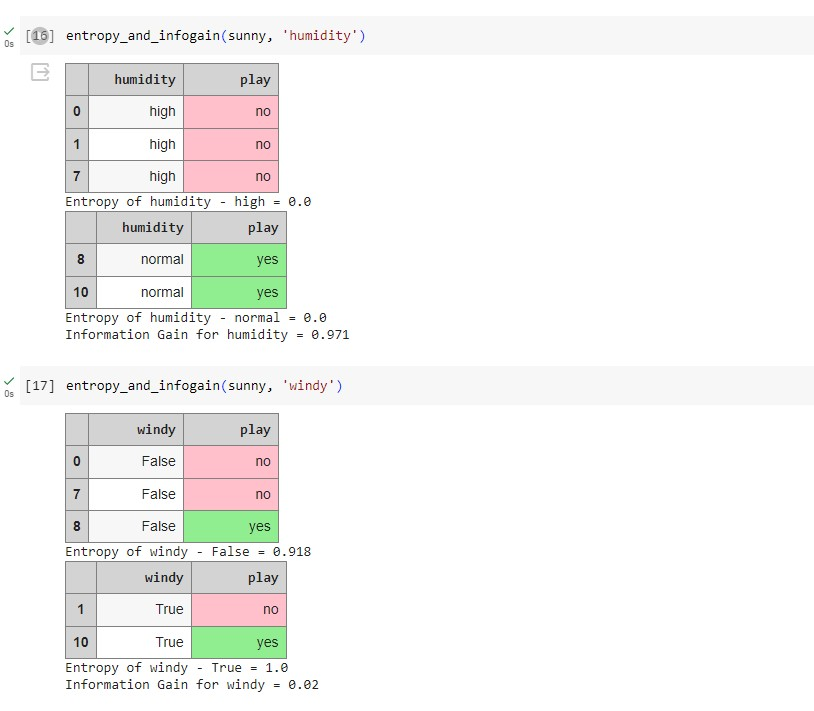 [16] entropy_and_infogain(sunny, 'humidity')
0s
humidity play
0 high no
1 high no
7 high no
Entropy of humidity - high = 0.0
humidity play
8 normal yes
10 normal yes
Entropy of humidity - normal = 0.0
Information Gain for humidity = 0.971
[17] entropy_and_infogain(sunny, 'windy')
0s
windy play
0 False no
7 False no
8 False yes
Entropy of windy - False = 0.918
windy play
1 True no
10 True yes
Entropy of windy - True = 1.0
Information Gain for windy = 0.02